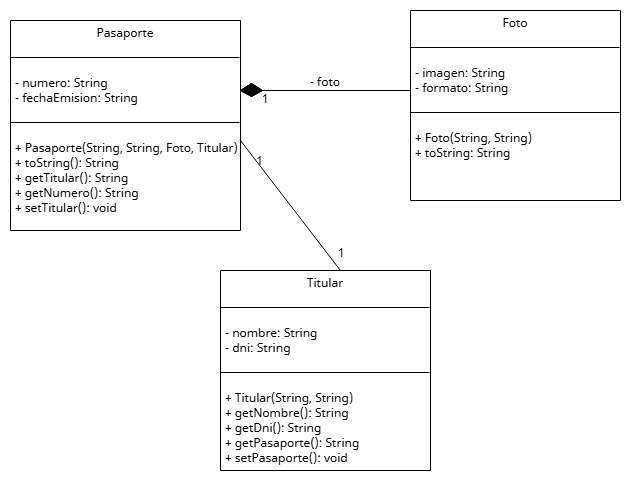 Pasaporte
- numero: String
- fechaEmision: String
+ Pasaporte(String, String, Foto, Titular)
+ toString(): String
+ getTitular(): String
+ getNumero(): String
+ setTitular(): void
- foto
1
Foto
- imagen: String
- formato: String
+ Foto(String, String)
+ toString: String
1
1
Titular
- nombre: String
- dni: String
+ Titular(String, String)
+ getNombre(): String
+ getDni(): String
+ getPasaporte(): String
+ setPasaporte(): void